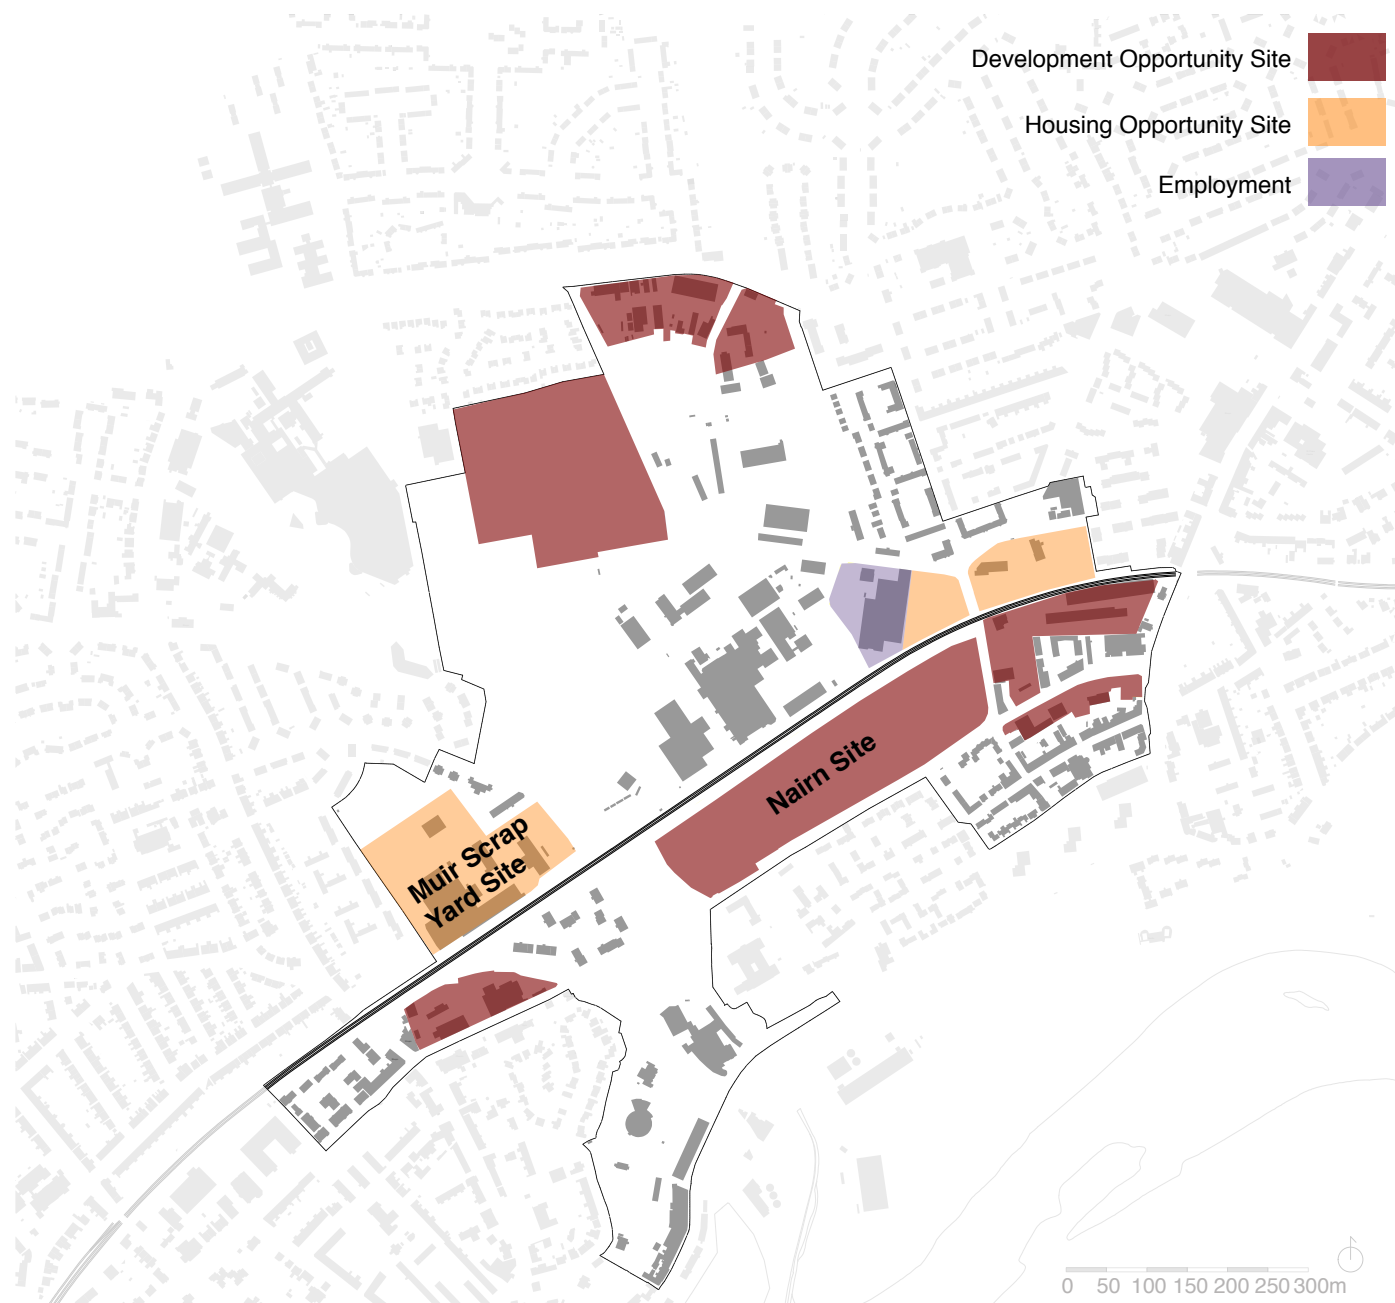 Development Opportunity Site
Housing Opportunity Site
Employment
Nairn Site
Muir Scrap
Yard Site
0 50 100 150 200 250 300m